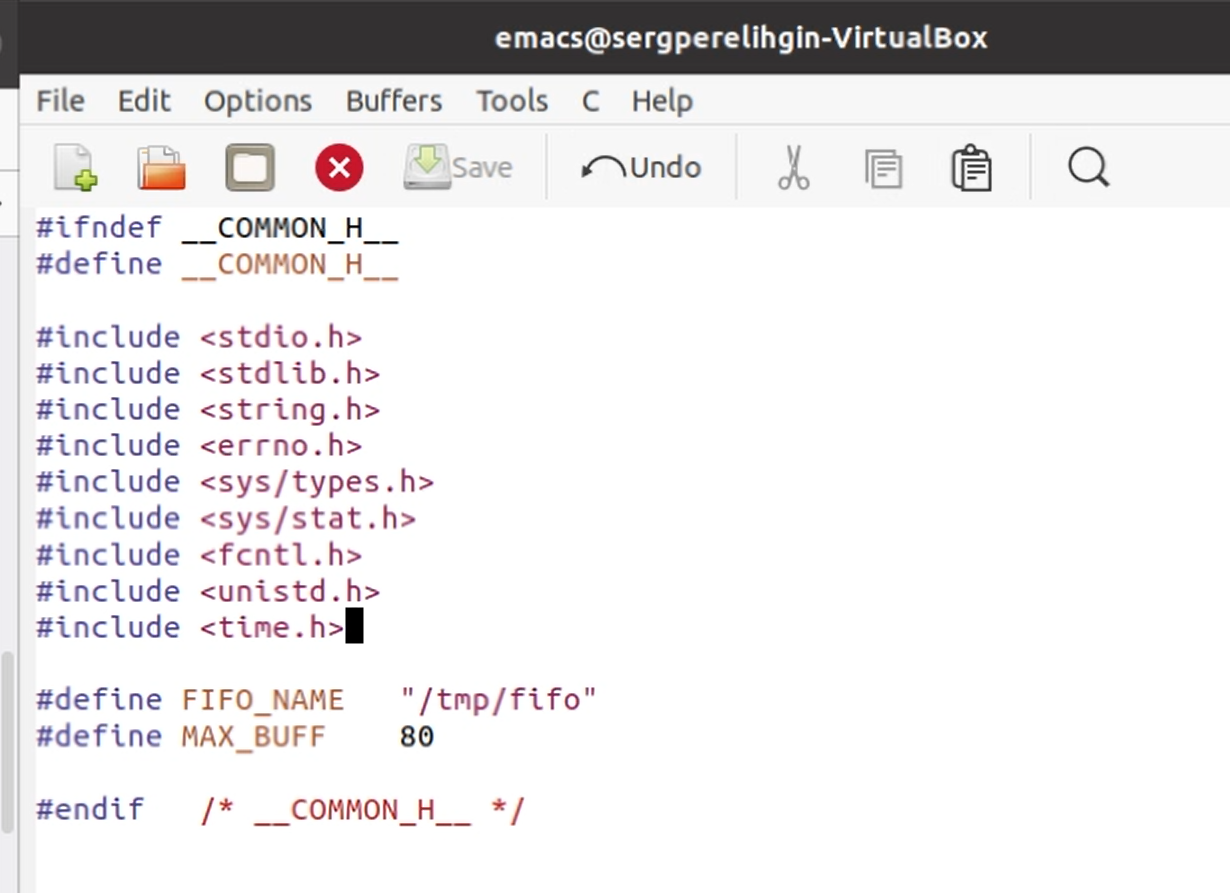 emacs@sergperelihgin-VirtualBox
File Edit Options Buffers Tools C Help
Save Undo
#ifndef __COMMON_H__
#define __COMMON_H__
#include <stdio.h>
#include <stdlib.h>
#include <string.h>
#include <errno.h>
#include <sys/types.h>
#include <sys/stat.h>
#include <fcntl.h>
#include <unistd.h>
#include <time.h>
#define FIFO_NAME "/tmp/fifo"
#define MAX_BUFF 80
#endif /* __COMMON_H__ */